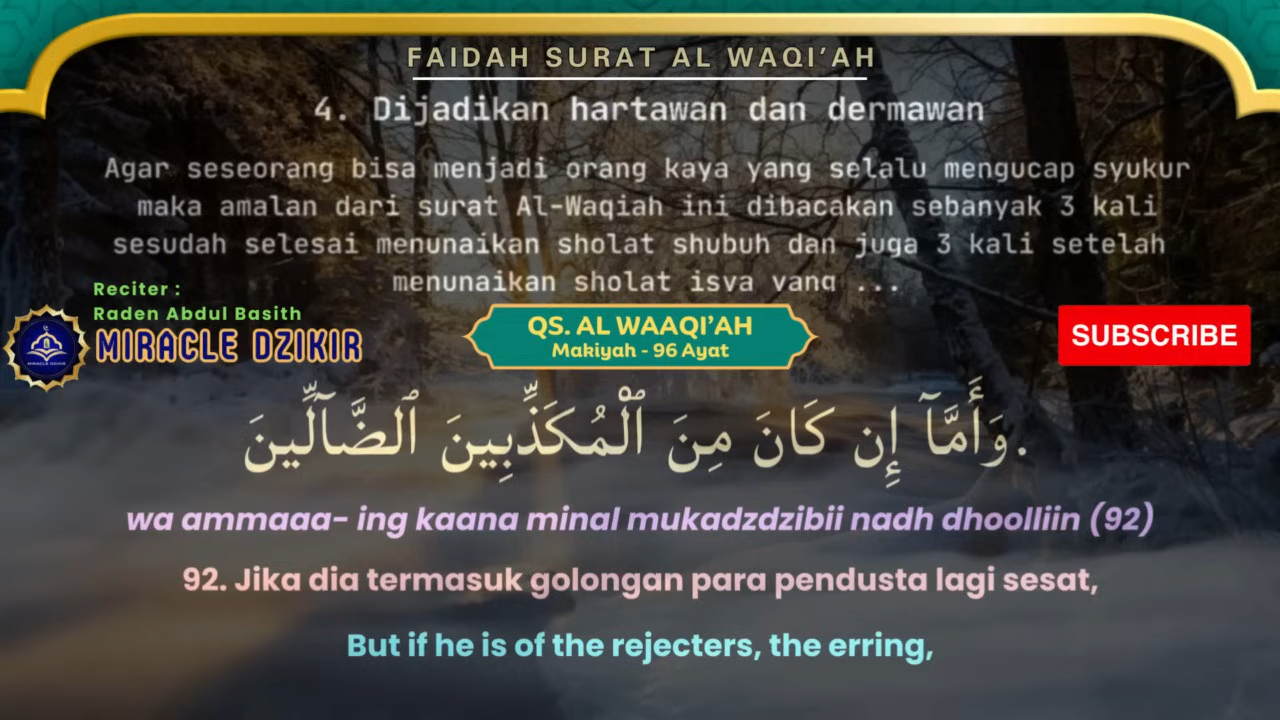 FAIDAH SURAT AL WAQI'AH
4. Dijadikan hartawan dan dermawan
Agar seseorang bisa menjadi orang kaya yang selalu mengucap syukur
maka amalan dari surat Al-Waqiah ini dibacakan sebanyak 3 kali
sesudah selesai menunaikan sholat shubuh dan juga 3 kali setelah
menunaikan sholat isya yang ...
Reciter :
Raden Abdul Basith
MIRACLE DZIKIR
QS. AL WAAQI'AH
Makiyah - 96 Ayat
SUBSCRIBE
وَأَمَّآ إِن كَانَ مِنَ ٱلْمُكَذِّبِينَ ٱلضَّآلِّينَ.
wa ammaaa- ing kaana minal mukadzdzibii nadh dhoolliin (92)
92. Jika dia termasuk golongan para pendusta lagi sesat,
But if he is of the rejecters, the erring,